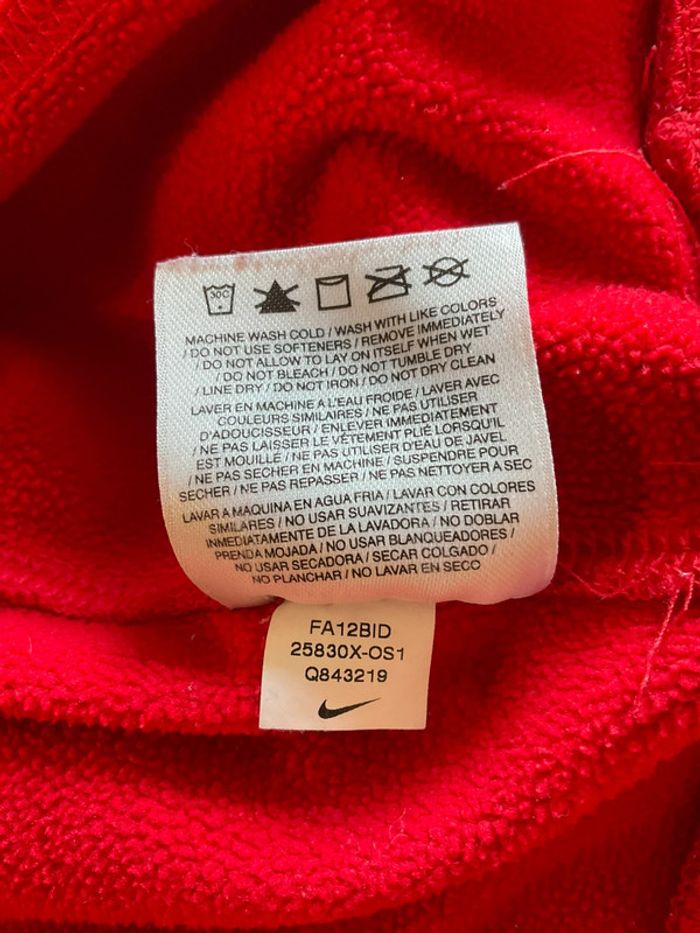 30C
MACHINE WASH COLD / WASH WITH LIKE COLORS
/ DO NOT USE SOFTENERS / REMOVE IMMEDIATELY
/ DO NOT ALLOW TO LAY ON ITSELF WHEN WET
/ DO NOT BLEACH / DO NOT TUMBLE DRY
/ LINE DRY / DO NOT IRON / DO NOT DRY CLEAN
LAVER EN MACHINE A L'EAU FROIDE / LAVER AVEC
COULEURS SIMILAIRES / NE PAS UTILISER
D'ADOUCISSEUR / ENLEVER IMMEDIATEMENT
/ NE PAS LAISSER LE VÊTEMENT PLIÉ LORSQU'IL
EST MOUILLÉ / NE PAS UTILISER D'EAU DE JAVEL
/ NE PAS SECHER EN MACHINE / SUSPENDRE POUR
SECHER / NE PAS REPASSER / NE PAS NETTOYER A SEC
LAVAR A MAQUINA EN AGUA FRIA / LAVAR CON COLORES
SIMILARES / NO USAR SUAVIZANTES / RETIRAR
INMEDIATAMENTE DE LA LAVADORA / NO DOBLAR
PRENDA MOJADA / NO USAR BLANQUEADORES /
NO USAR SECADORA / SECAR COLGADO /
NO PLANCHAR / NO LAVAR EN SECO
FA12BID
25830X-OS1
Q843219